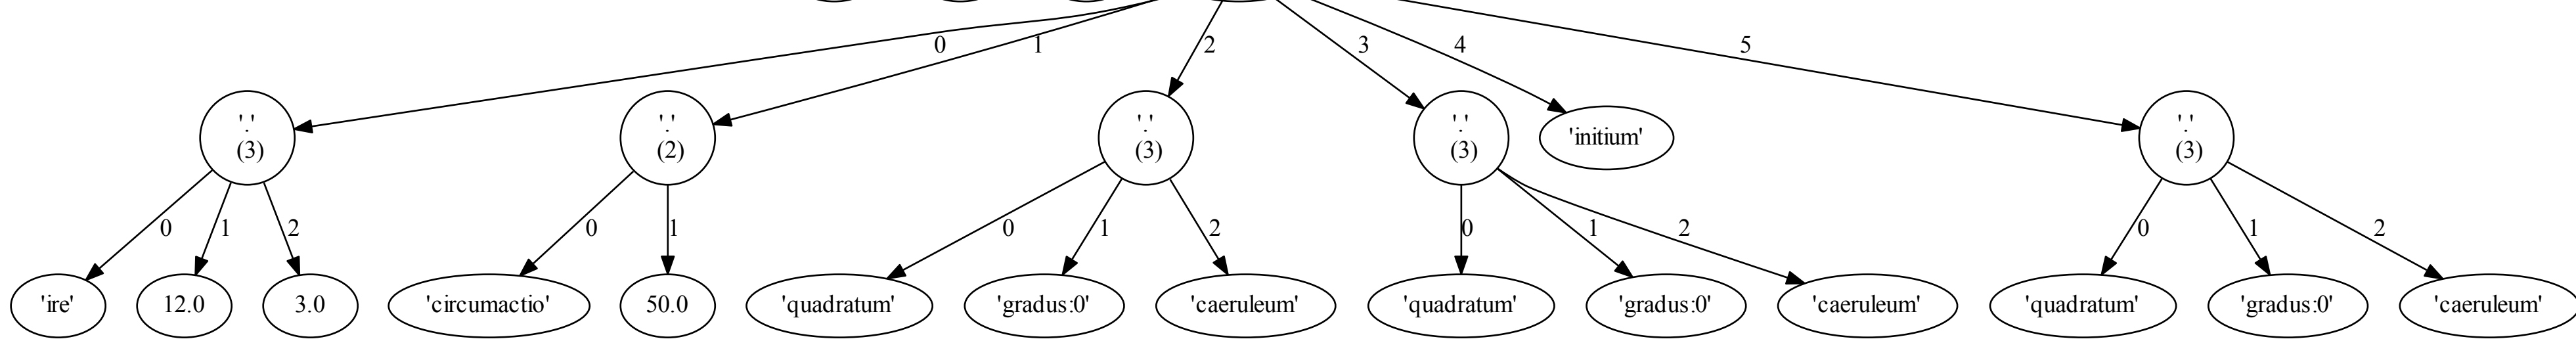 0 1 2 3 4 5
'.' '.' '.' '.' 'initium' '.'
(3) (2) (3) (3) (3)
0 1 2 0 1 0 1 2 0 1 2 0 1 2
'ire' 12.0 3.0 'circumactio' 50.0 'quadratum' 'gradus:0' 'caeruleum' 'quadratum' 'gradus:0' 'caeruleum' 'quadratum' 'gradus:0' 'caeruleum'